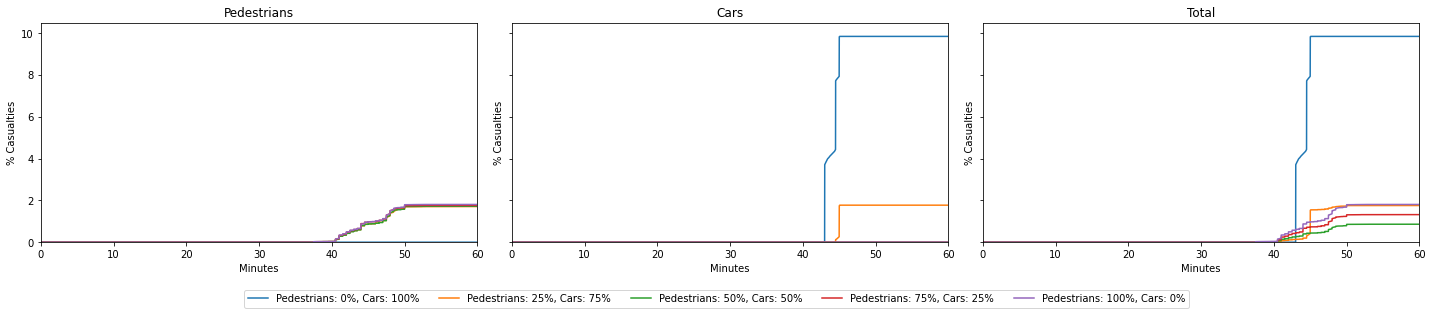 Pedestrians
Cars
Total
% Casualties
10
8
6
4
2
0
0 10 20 30 40 50 60
Minutes
% Casualties
0 10 20 30 40 50 60
Minutes
% Casualties
0 10 20 30 40 50 60
Minutes
Pedestrians: 0%, Cars: 100%
Pedestrians: 25%, Cars: 75%
Pedestrians: 50%, Cars: 50%
Pedestrians: 75%, Cars: 25%
Pedestrians: 100%, Cars: 0%